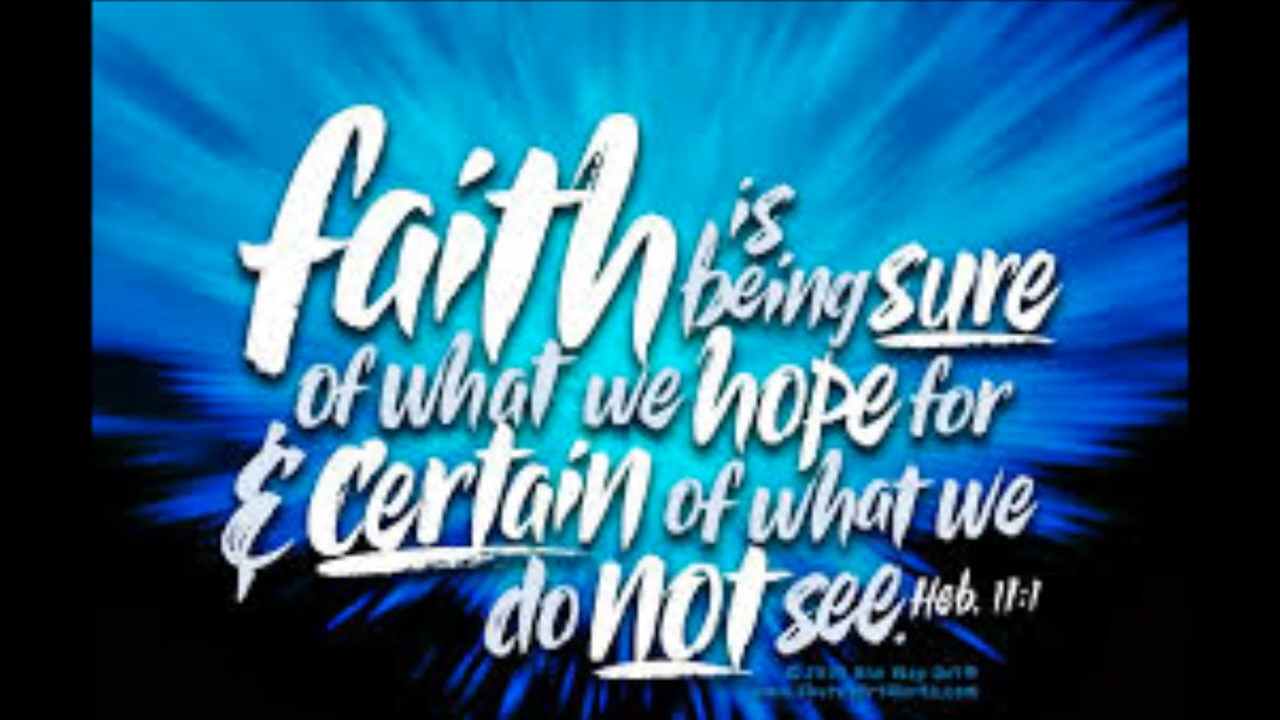 faith is being sure
of what we hope for
& certain of what we
do not see. Heb. 11:1